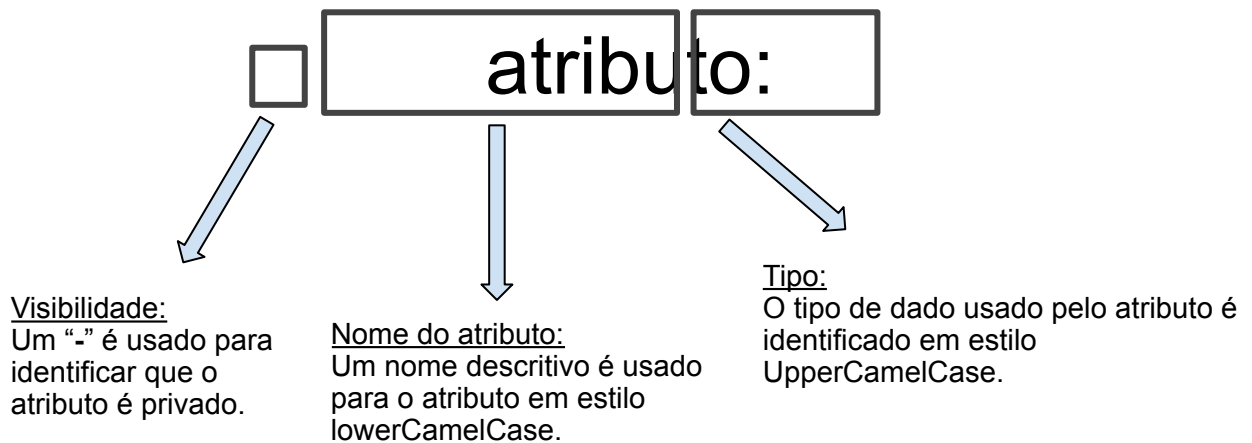 atributo:
Visibilidade:
Um “-” é usado para
identificar que o
atributo é privado.
Nome do atributo:
Um nome descritivo é usado
para o atributo em estilo
lowerCamelCase.
Tipo:
O tipo de dado usado pelo atributo é
identificado em estilo
UpperCamelCase.